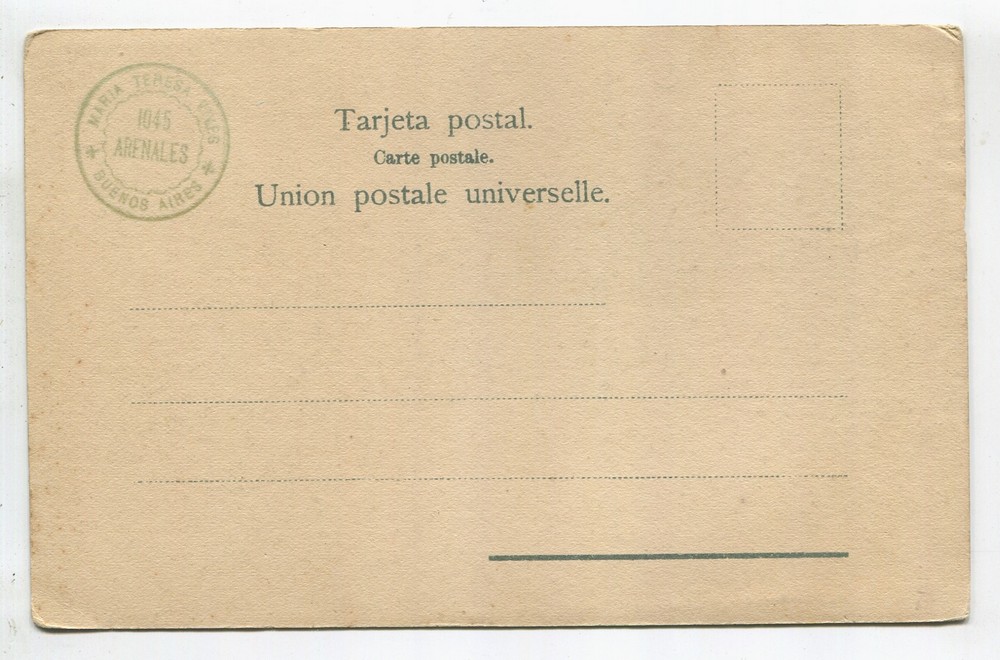 MARIA TERESA
1045
ARENALES
BUENOS AIRES
Tarjeta postal.
Carte postale.
Union postale universelle.